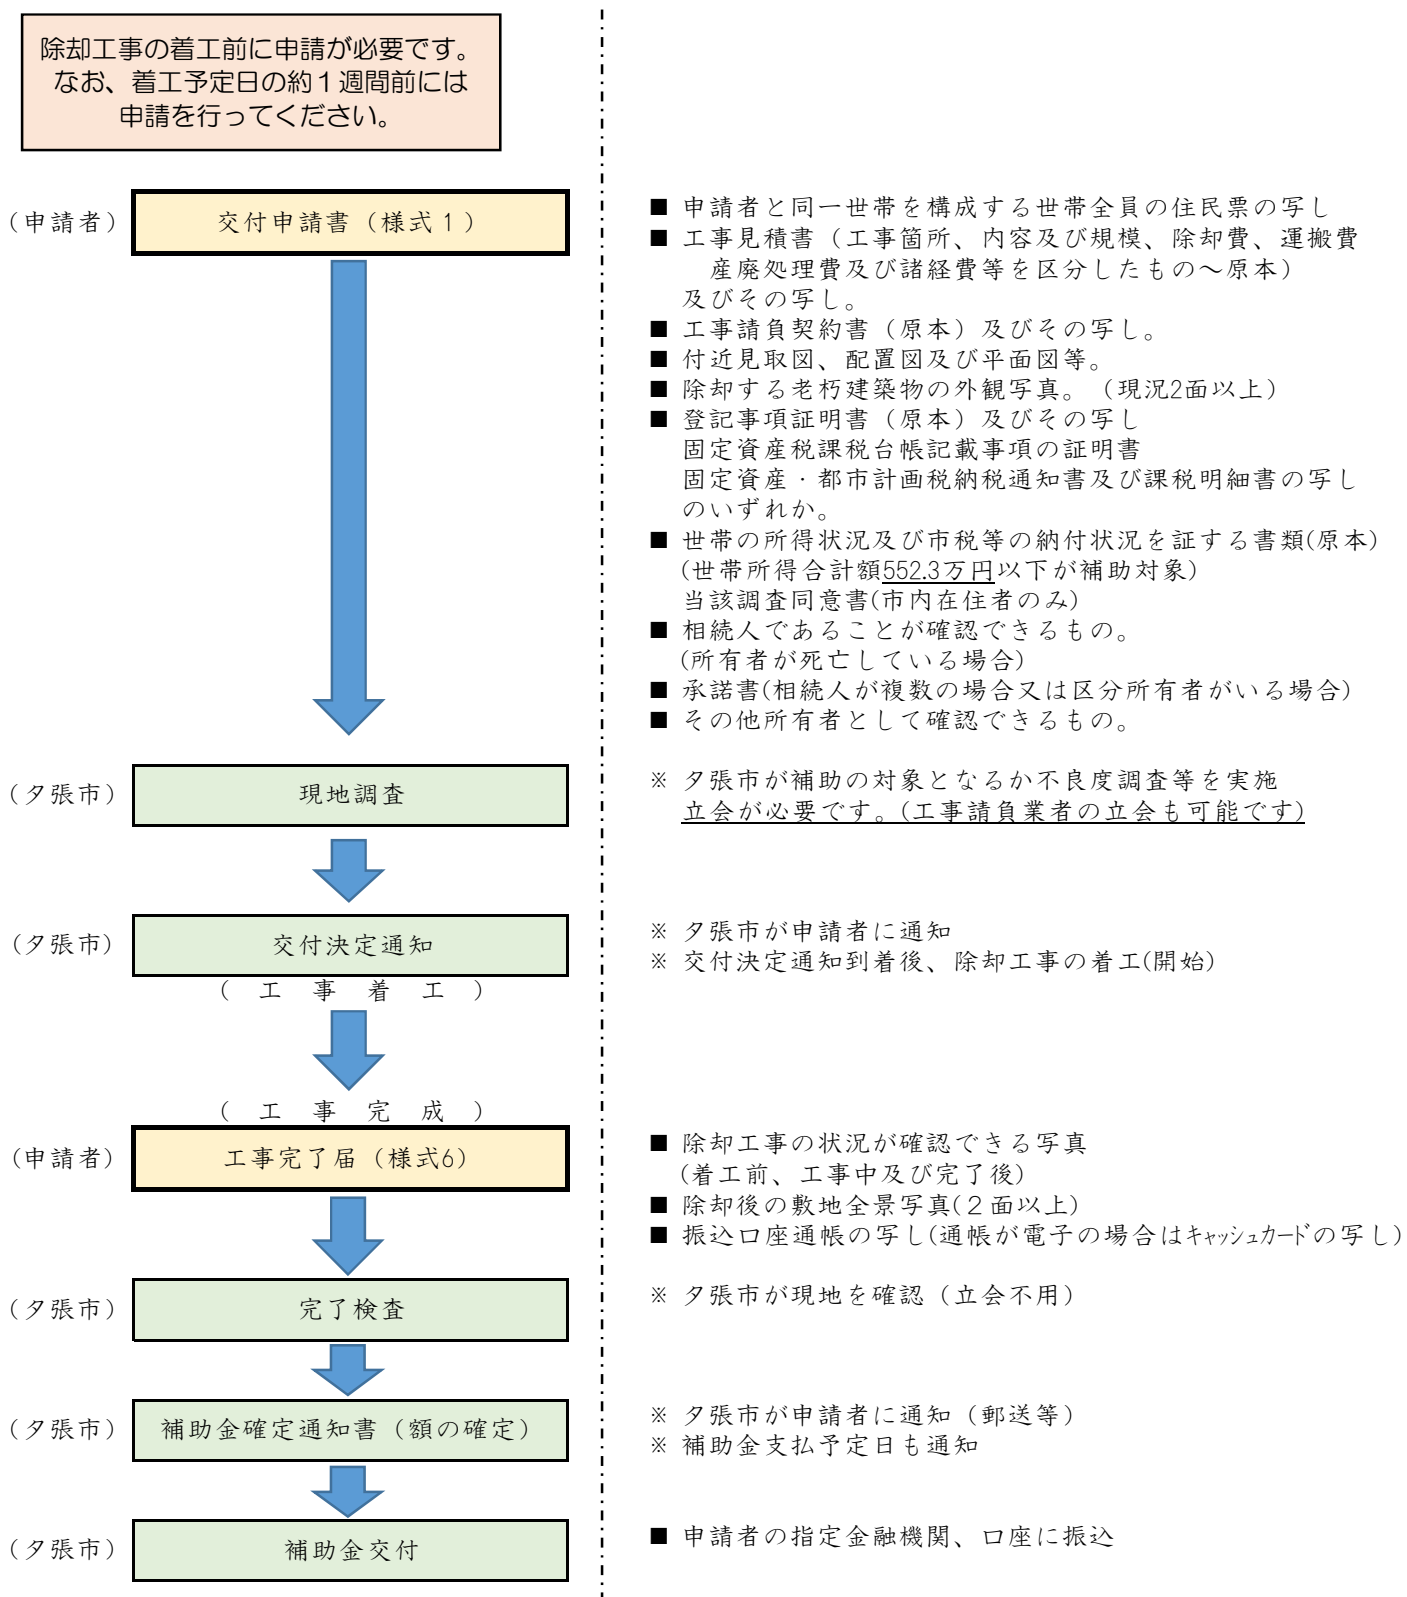 除却工事の着工前に申請が必要です。
なお、着工予定日の約１週間前には
申請を行ってください。
（申請者）
交付申請書（様式１）
■ 申請者と同一世帯を構成する世帯全員の住民票の写し
■ 工事見積書（工事箇所、内容及び規模、除却費、運搬費
産廃処理費及び諸経費等を区分したもの～原本）
及びその写し。
■ 工事請負契約書（原本）及びその写し。
■ 付近見取図、配置図及び平面図等。
■ 除却する老朽建築物の外観写真。（現況2面以上）
■ 登記事項証明書（原本）及びその写し
固定資産税課税台帳記載事項の証明書
固定資産・都市計画税納税通知書及び課税明細書の写し
のいずれか。
■ 世帯の所得状況及び市税等の納付状況を証する書類(原本)
(世帯所得合計額552.3万円以下が補助対象)
当該調査同意書(市内在住者のみ)
■ 相続人であることが確認できるもの。
(所有者が死亡している場合)
■ 承諾書(相続人が複数の場合又は区分所有者がいる場合)
■ その他所有者として確認できるもの。
（夕張市）
現地調査
※ 夕張市が補助の対象となるか不良度調査等を実施
立会が必要です。(工事請負業者の立会も可能です)
（夕張市）
交付決定通知
※ 夕張市が申請者に通知
※ 交付決定通知到着後、除却工事の着工(開始)
（ 工 事 着 工 ）
（ 工 事 完 成 ）
（申請者）
工事完了届（様式6）
■ 除却工事の状況が確認できる写真
(着工前、工事中及び完了後)
■ 除却後の敷地全景写真(２面以上)
■ 振込口座通帳の写し(通帳が電子の場合はｷｬｯｼｭｶｰﾄﾞの写し)
（夕張市）
完了検査
※ 夕張市が現地を確認（立会不用）
（夕張市）
補助金確定通知書（額の確定）
※ 夕張市が申請者に通知（郵送等）
※ 補助金支払予定日も通知
（夕張市）
補助金交付
■ 申請者の指定金融機関、口座に振込